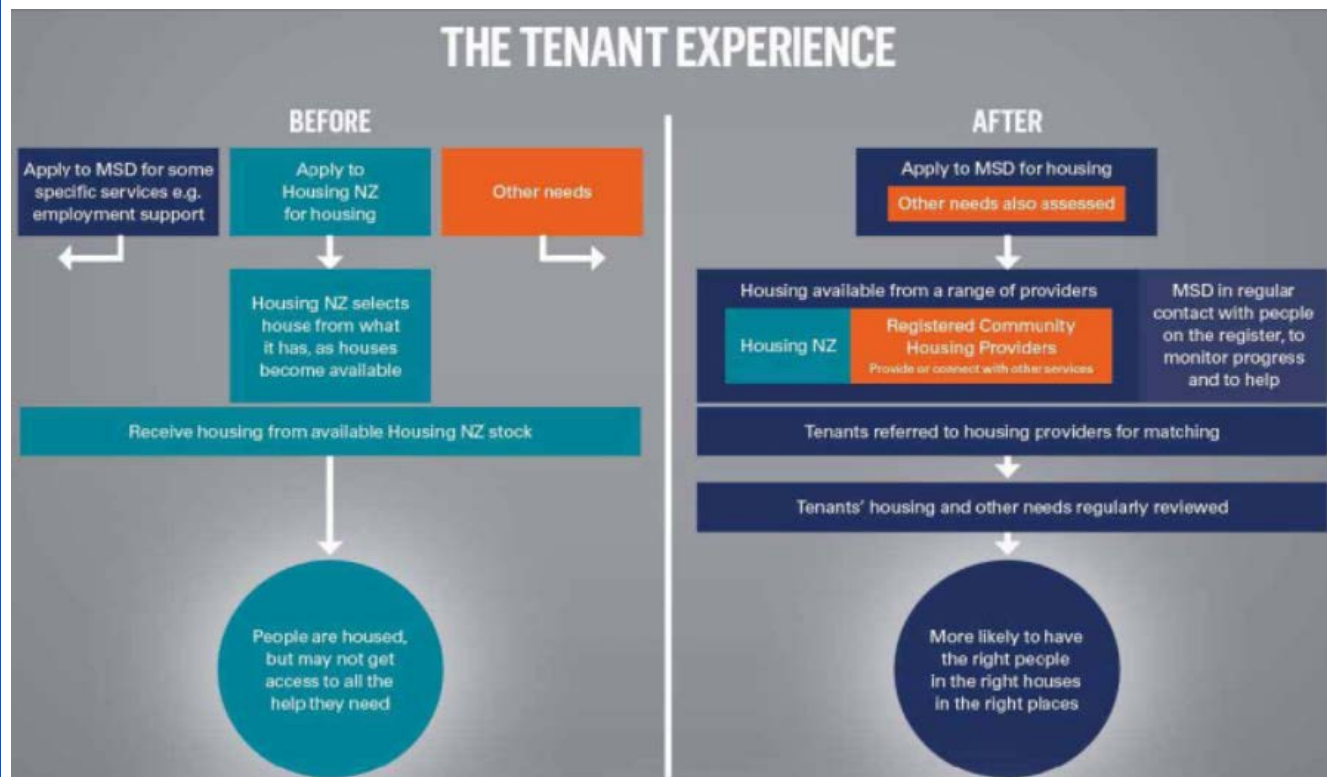 THE TENANT EXPERIENCE
BEFORE
Apply to MSD for some
specific services e.g.
employment support
Apply to
Housing NZ
for housing
Other needs
Housing NZ selects
house from what
it has, as houses
become available
Receive housing from available Housing NZ stock
People are housed,
but may not get
access to all the
help they need
AFTER
Apply to MSD for housing
Other needs also assessed
Housing available from a range of providers
Housing NZ
Registered Community
Housing Providers
Provide or connect with other services
MSD in regular
contact with people
on the register, to
monitor progress
and to help
Tenants referred to housing providers for matching
Tenants' housing and other needs regularly reviewed
More likely to have
the right people
in the right houses
in the right places